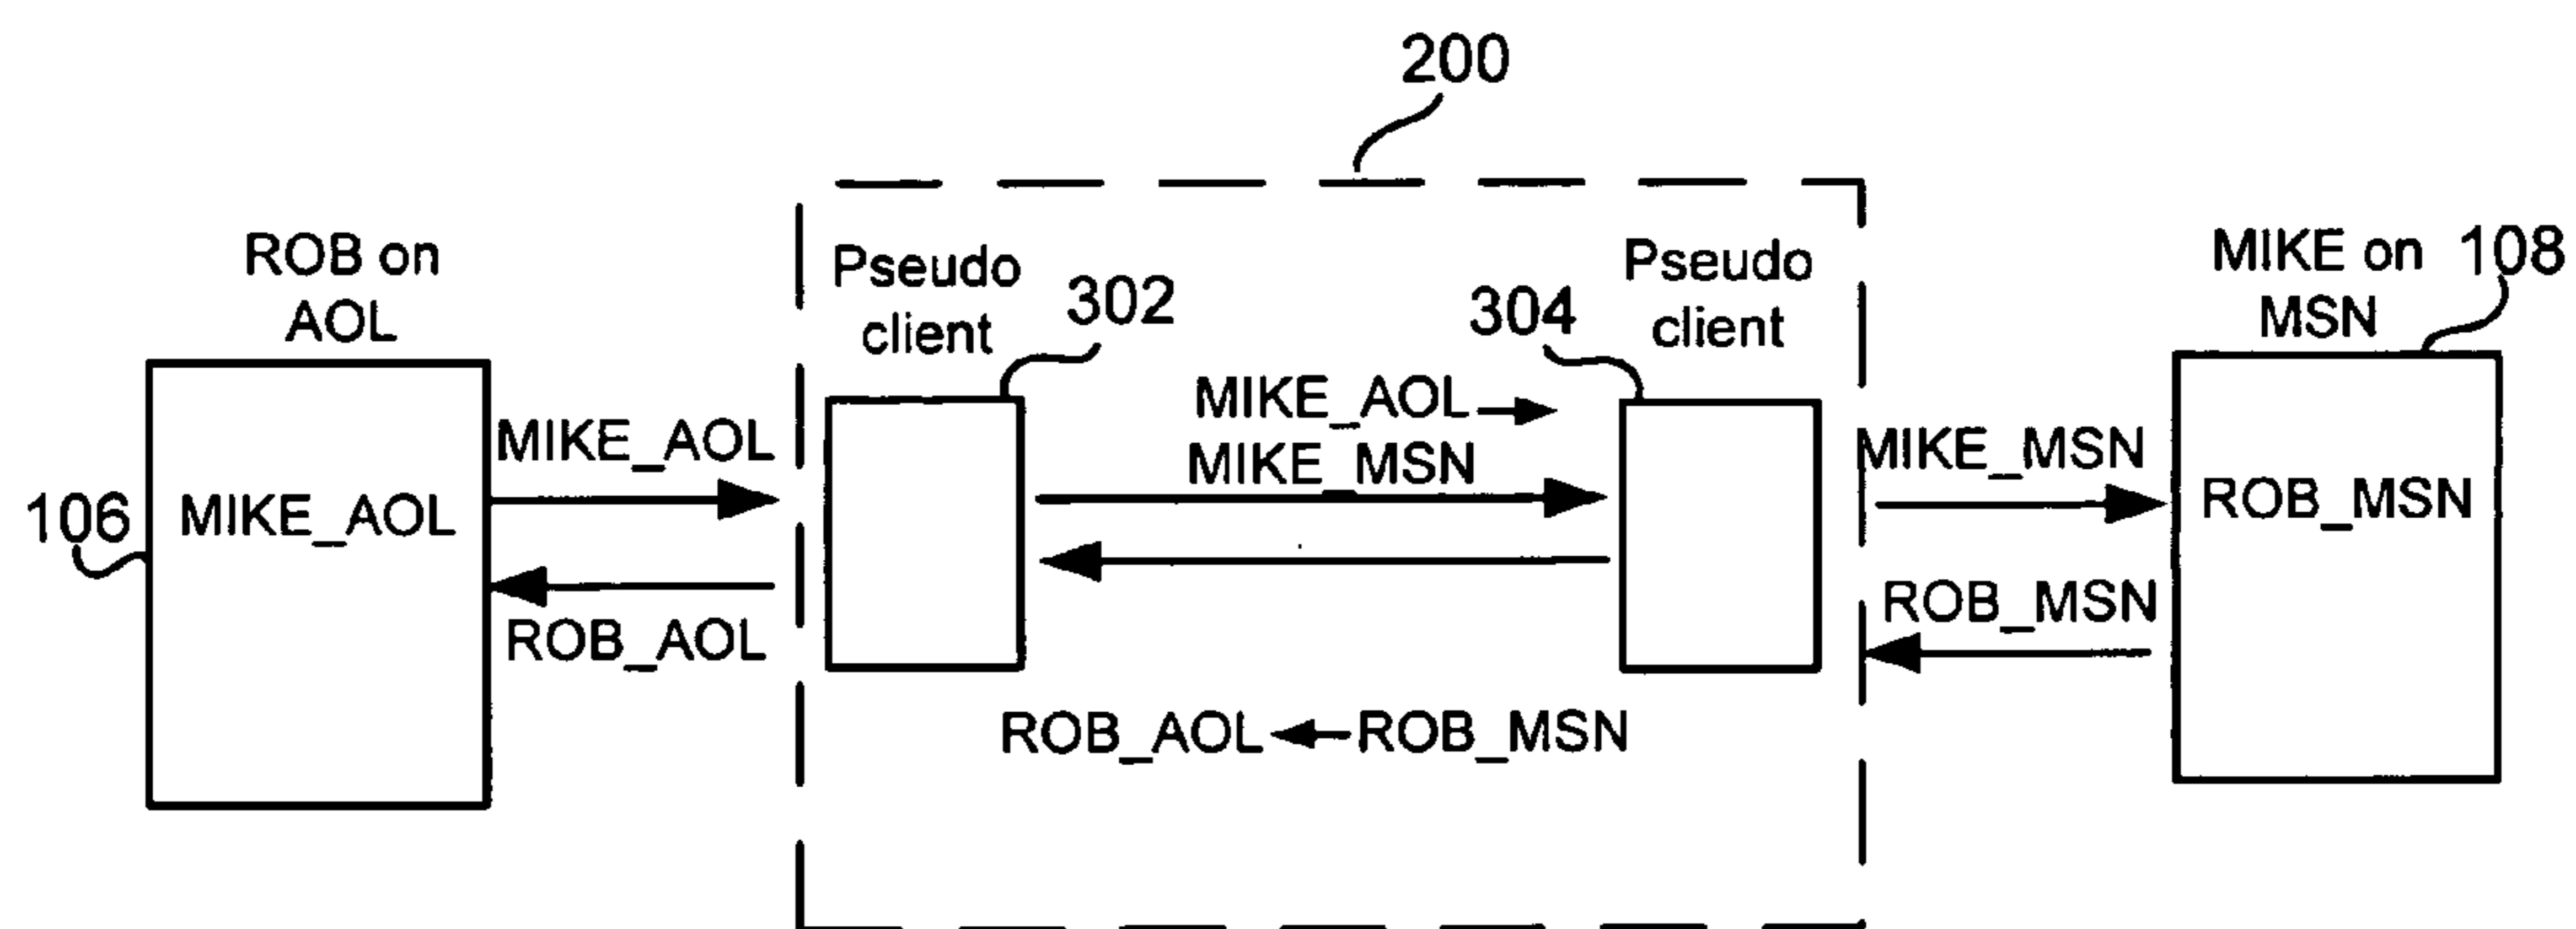 200
ROB on
AOL
106
MIKE_AOL
MIKE_AOL
ROB_AOL
Pseudo
client
302
MIKE_AOL
MIKE_MSN
ROB_AOL
ROB_MSN
304
Pseudo
client
MIKE_MSN
ROB_MSN
MIKE on
MSN
108
ROB_MSN